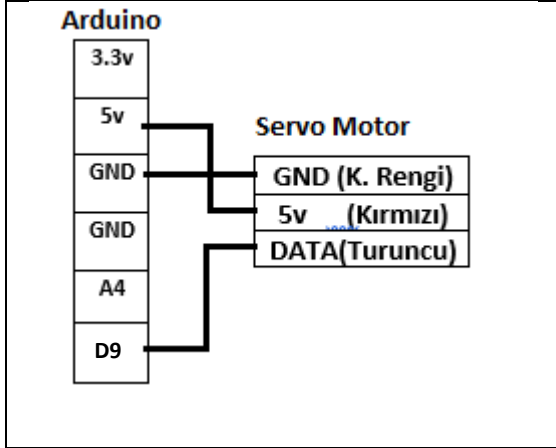 Arduino
3.3v
5v
GND
GND
A4
D9
Servo Motor
GND (K. Rengi)
5v (Kırmızı)
DATA(Turuncu)